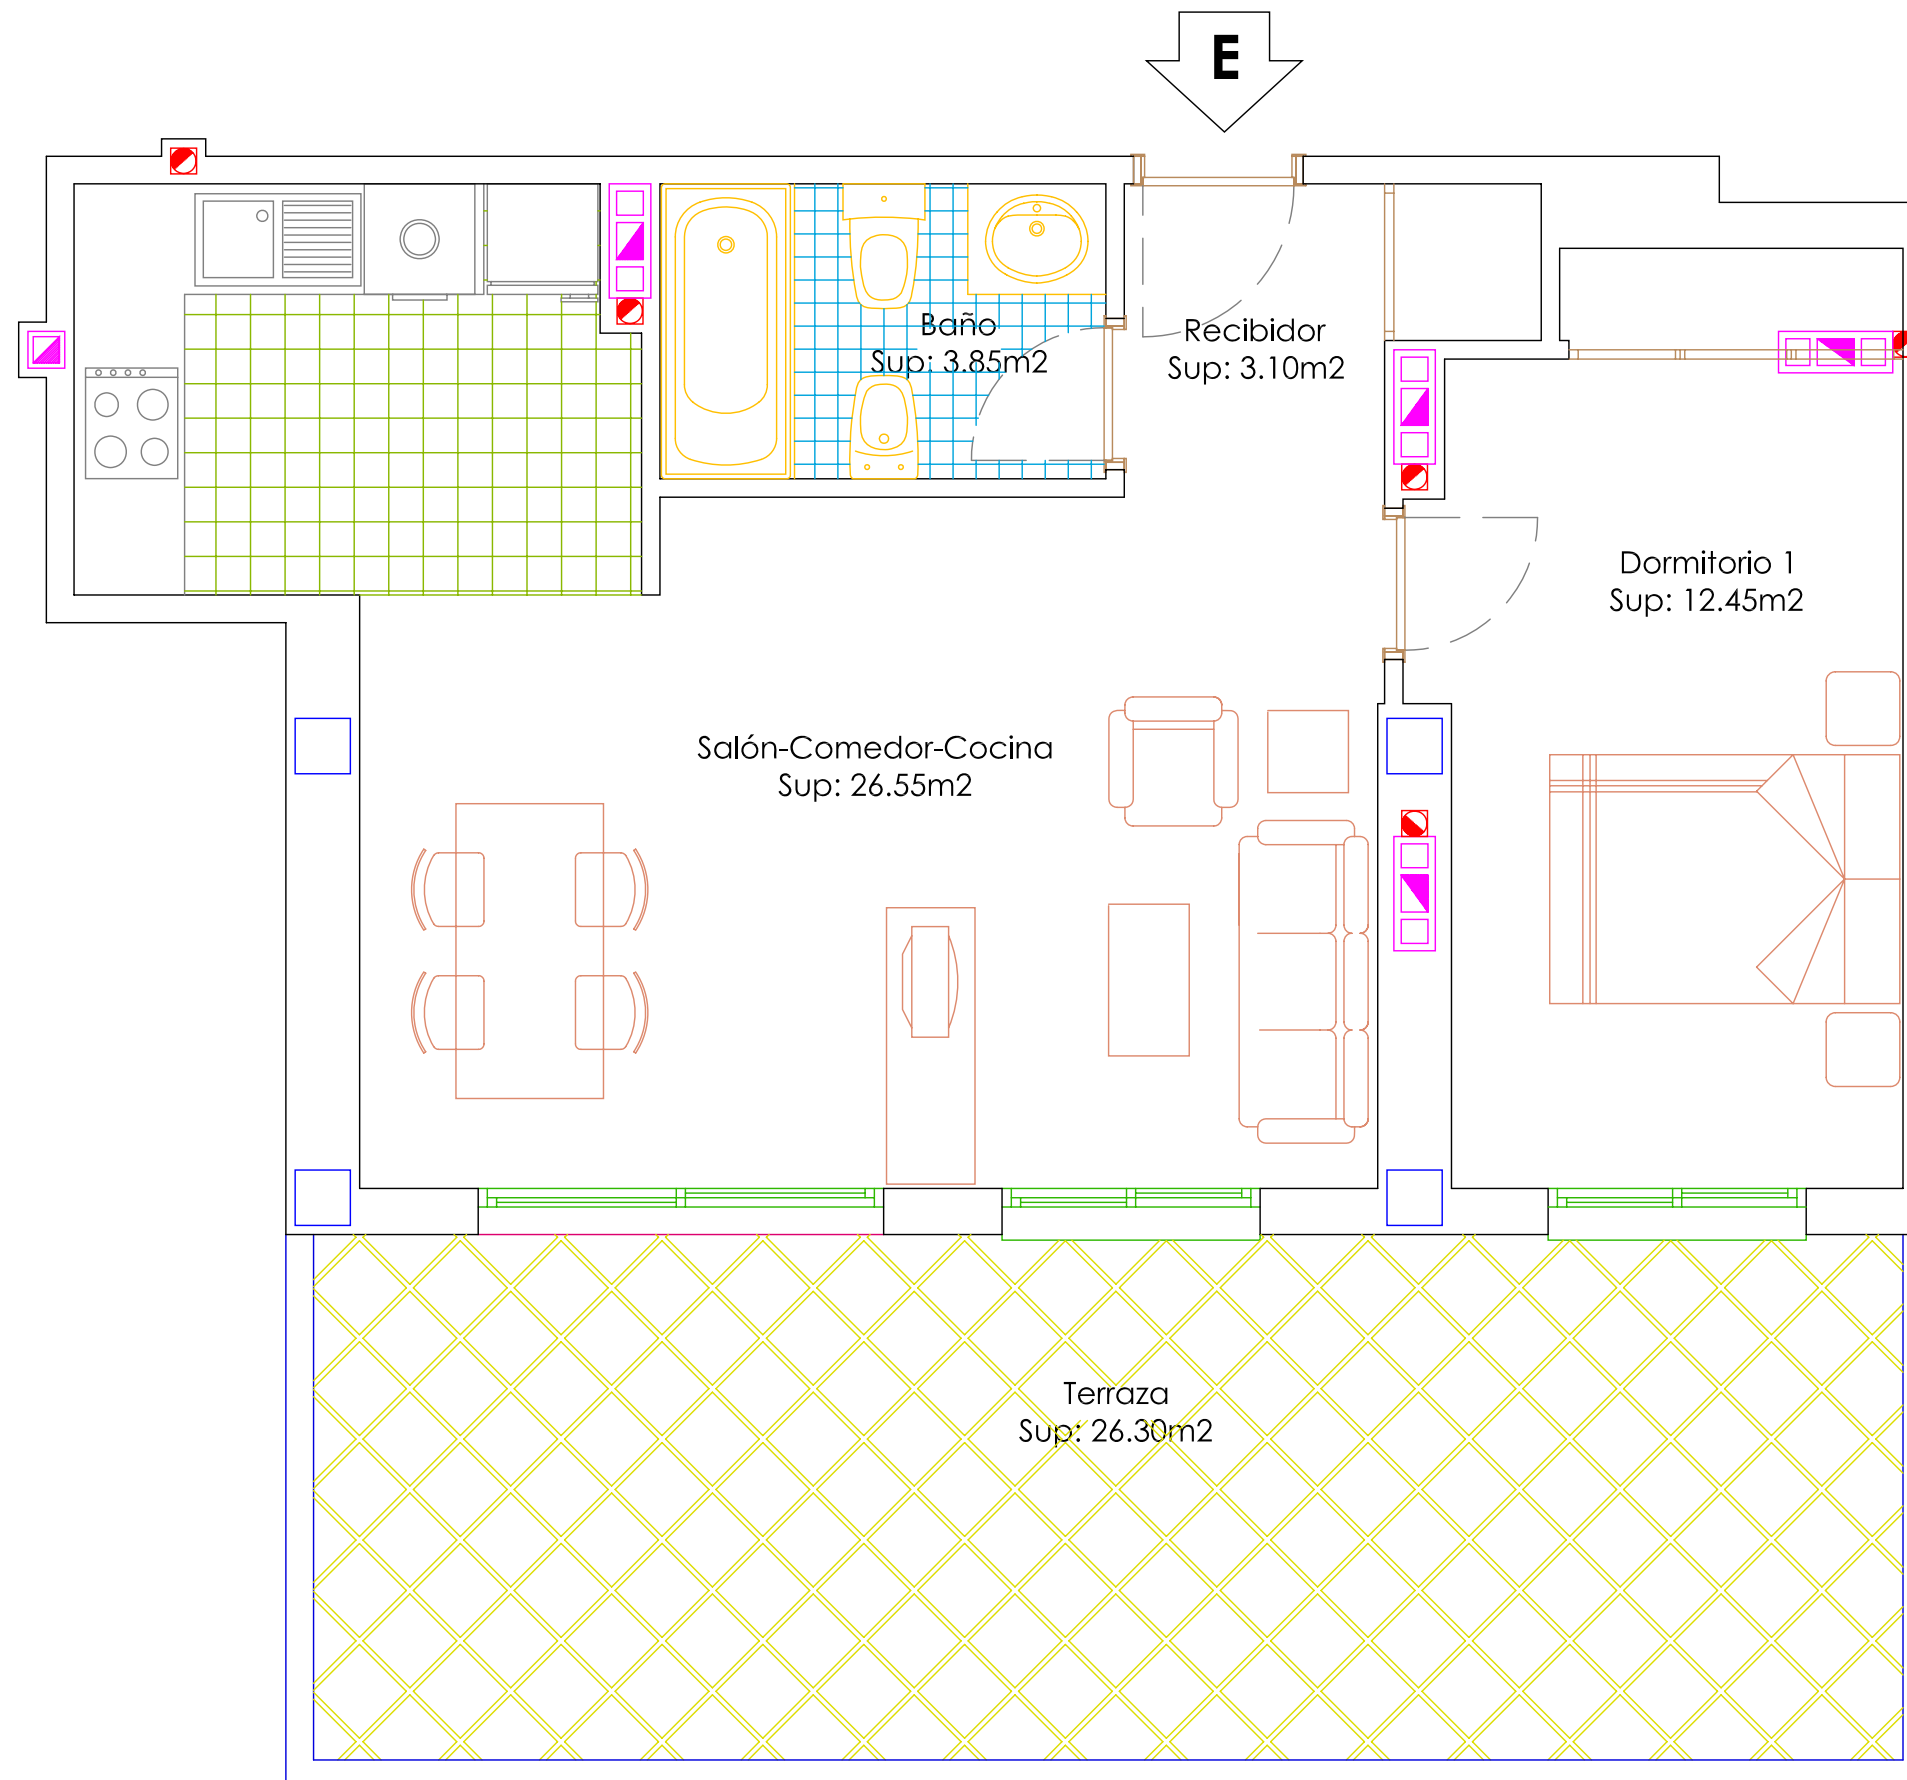 E
Baño
Sup: 3.85m2
Recibidor
Sup: 3.10m2
Dormitorio 1
Sup: 12.45m2
Salón-Comedor-Cocina
Sup: 26.55m2
Terraza
Sup: 26.30m2